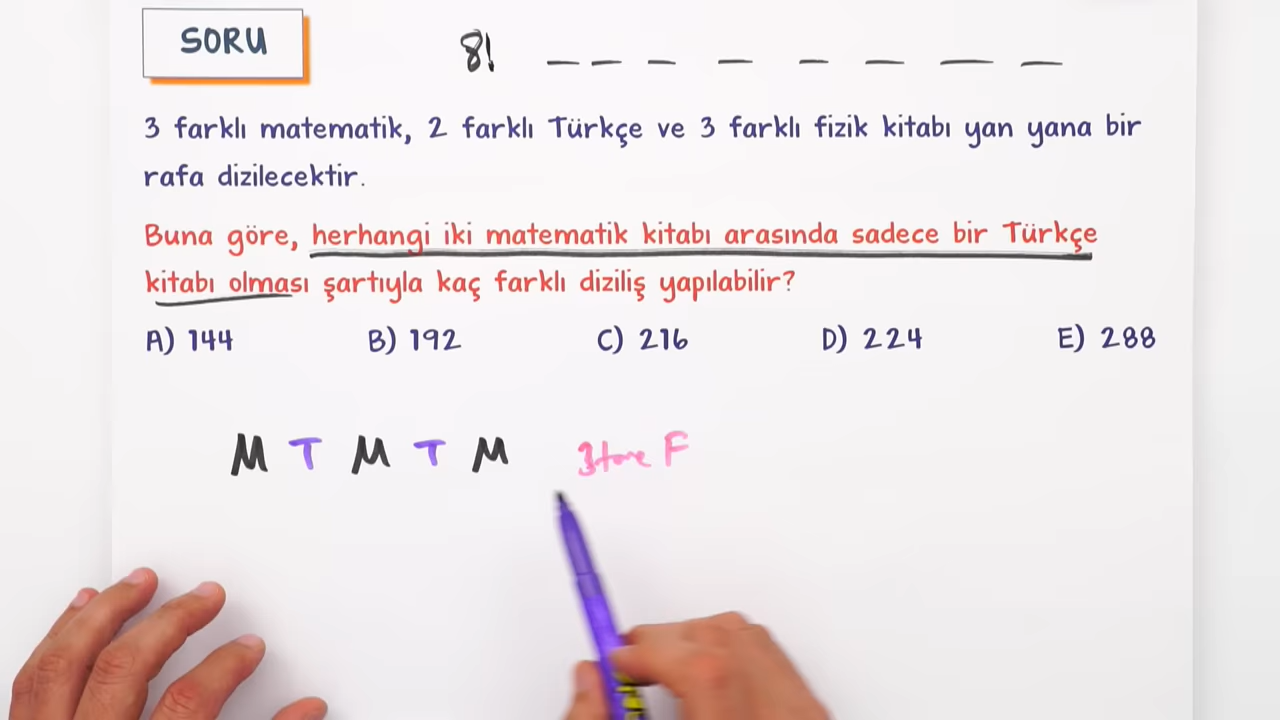 SORU
8!
3 farklı matematik, 2 farklı Türkçe ve 3 farklı fizik kitabı yan yana bir
rafa dizilecektir.
Buna göre, herhangi iki matematik kitabı arasında sadece bir Türkçe
kitabı olması şartıyla kaç farklı diziliş yapılabilir?
A) 144 B) 192 C) 216 D) 224 E) 288
M T M T M 3 tane F